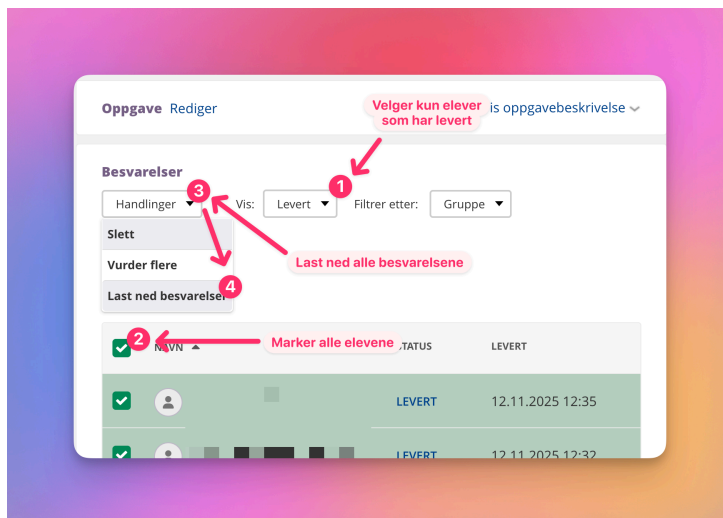 Oppgave Rediger
Velger kun elever
som har levert
is oppgavebeskrivelse
Besvarelser
1
3
Handlinger Vis: Levert Filtrer etter: Gruppe
Slett
Vurder flere
Last ned alle besvarelsene
4
Last ned besvarelser
2
NAVN
Marker alle elevene
TATUS
LEVERT
LEVERT 12.11.2025 12:35
LEVERT 12.11.2025 12:32